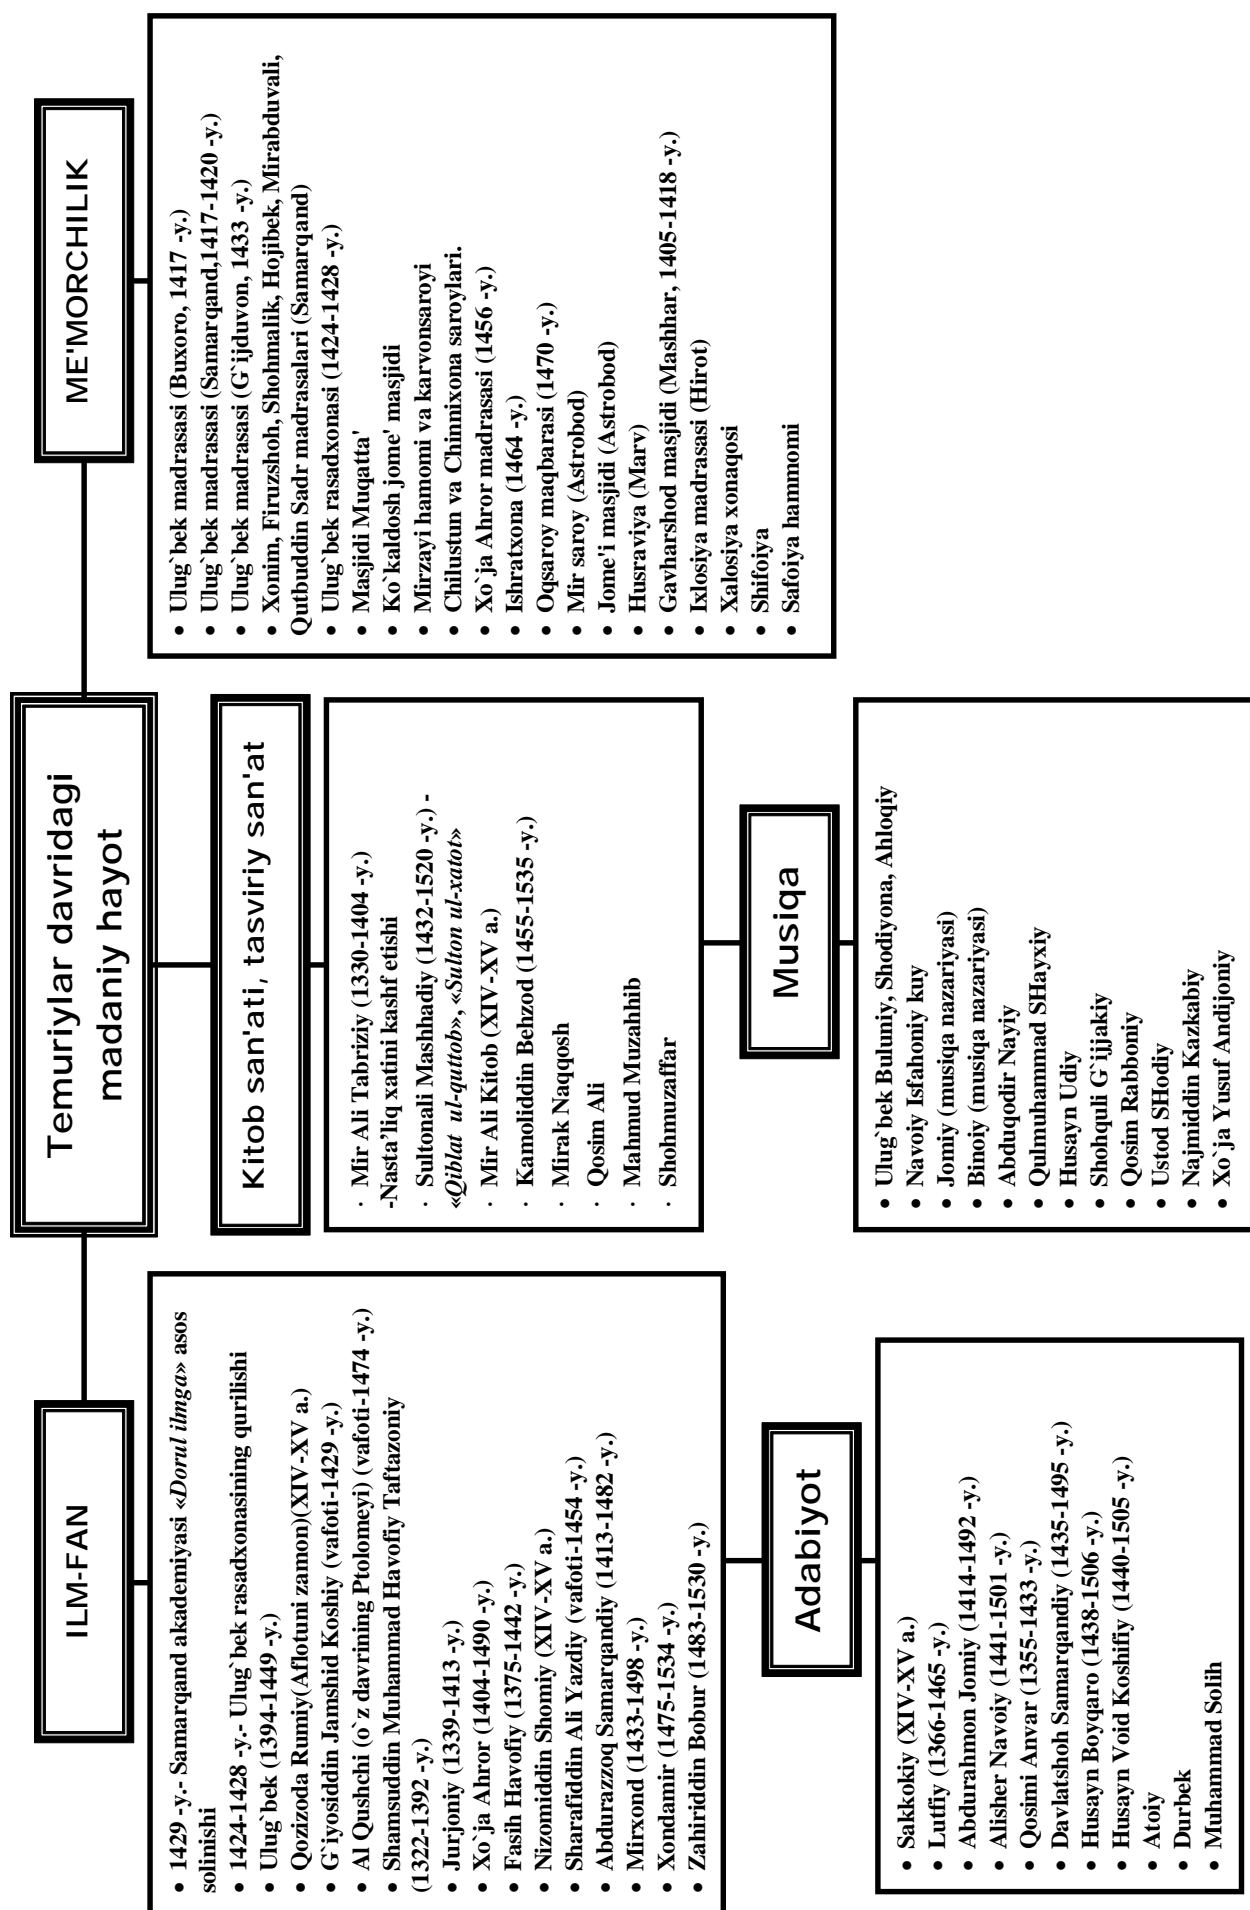 Temuriylar davridagi
madaniy hayot
ILM-FAN
• 1429 -y.- Samarqand akademiyasi «Dorul ilmga» asos
solinishi
• 1424-1428 -y.- Ulug`bek rasadxonasining qurilishi
• Ulug`bek (1394-1449 -y.)
• Qozizoda Rumiy(Aflotuni zamon)(XIV-XV a.)
• G`iyosiddin Jamshid Koshiy (vafoti-1429 -y.)
• Al Qushchi (o`z davrining Ptolomeyi) (vafoti-1474 -y.)
• Shamsuddin Muhammad Havofiy Taftazoniy
(1322-1392 -y.)
• Jurjoniy (1339-1413 -y.)
• Xo`ja Ahror (1404-1490 -y.)
• Fasih Havofiy (1375-1442 -y.)
• Nizomiddin Shomiy (XIV-XV a.)
• Sharafiddin Ali Yazdiy (vafoti-1454 -y.)
• Abdurazzoq Samarqandiy (1413-1482 -y.)
• Mirxond (1433-1498 -y.)
• Xondamir (1475-1534 -y.)
• Zahiriddin Bobur (1483-1530 -y.)
Adabiyot
• Sakkokiy (XIV-XV a.)
• Lutfiy (1366-1465 -y.)
• Abdurahmon Jomiy (1414-1492 -y.)
• Alisher Navoiy (1441-1501 -y.)
• Qosimi Anvar (1355-1433 -y.)
• Davlatshoh Samarqandiy (1435-1495 -y.)
• Husayn Boyqaro (1438-1506 -y.)
• Husayn Void Koshifiy (1440-1505 -y.)
• Atoiy
• Durbek
• Muhammad Solih
Kitob san'ati, tasviriy san'at
· Mir Ali Tabriziy (1330-1404 -y.)
-Nasta’liq xatini kashf etishi
· Sultonali Mashhadiy (1432-1520 -y.) -
«Qiblat ul-quttob», «Sulton ul-xatot»
· Mir Ali Kitob (XIV-XV a.)
· Kamoliddin Behzod (1455-1535 -y.)
· Mirak Naqqosh
· Qosim Ali
· Mahmud Muzahhib
· Shohmuzaffar
Musiqa
• Ulug`bek Buluniy, Shodiyona, Ahloqiy
• Navoiy Isfahoniy kuy
• Jomiy (musiqa nazariyasi)
• Binoiy (musiqa nazariyasi)
• Abduqodir Nayiy
• Qulmuhammad SHayxiy
• Husayn Udiy
• Shohquli G`ijjakiy
• Qosim Rabboniy
• Ustod SHodiy
• Najmiddin Kazkabiy
• Xo`ja Yusuf Andijoniy
ME'MORCHILIK
• Ulug`bek madrasasi (Buxoro, 1417 -y.)
• Ulug`bek madrasasi (Samarqand,1417-1420 -y.)
• Ulug`bek madrasasi (G`ijduvon, 1433 -y.)
• Xonim, Firuzshoh, Shohmalik, Hojibek, Mirabduvali,
Qutbuddin Sadr madrasalari (Samarqand)
• Ulug`bek rasadxonasi (1424-1428 -y.)
• Masjidi Muqatta'
• Ko`kaldosh jome' masjidi
• Mirzayi hamomi va karvonsaroyi
• Chilustun va Chinnixona saroylari.
• Xo`ja Ahror madrasasi (1456 -y.)
• Ishratxona (1464 -y.)
• Oqsaroy maqbarasi (1470 -y.)
• Mir saroy (Astrobod)
• Jome'i masjidi (Astrobod)
• Husraviya (Marv)
• Gavharshod masjidi (Mashhar, 1405-1418 -y.)
• Ixlosiya madrasasi (Hirot)
• Xalosiya xonaqosi
• Shifoiya
• Safoiya hammomi